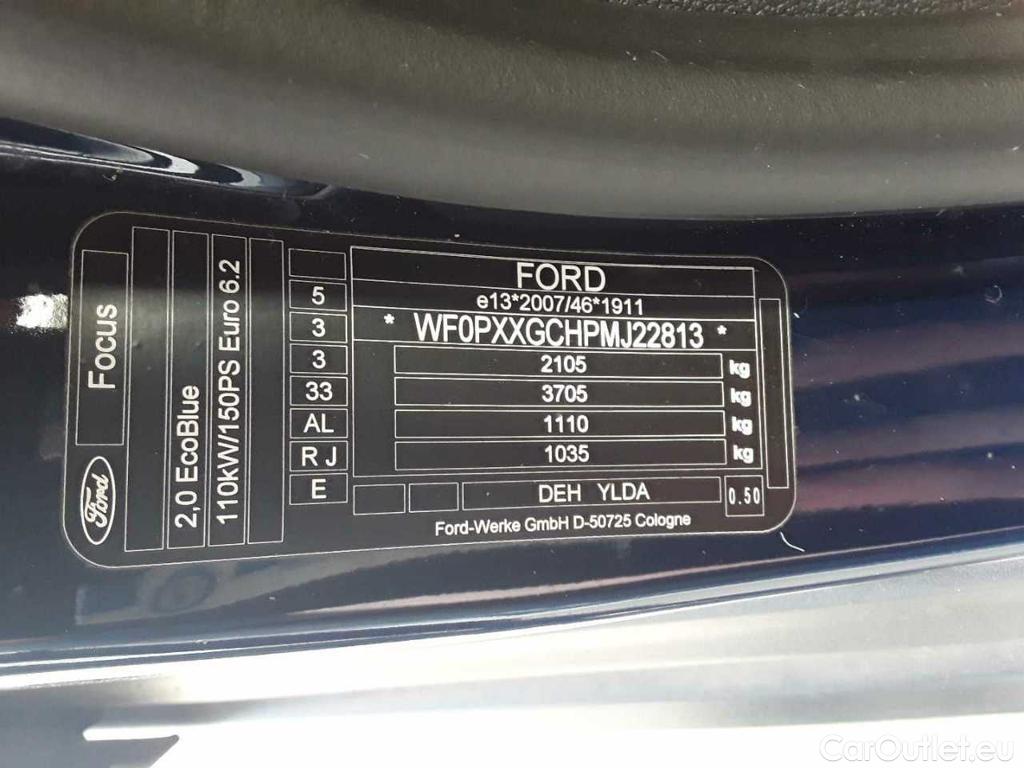 FORD
e13*2007/46*1911
* WF0PXXGCHPMJ22813 *
2105 kg
3705 kg
1110 kg
1035 kg
DEH YLDA
0.50
Ford-Werke GmbH D-50725 Cologne
5
3
3
33
AL
R J
E
Focus
Ford
2,0 EcoBlue
110kW/150PS Euro 6.2
CarOutlet.eu